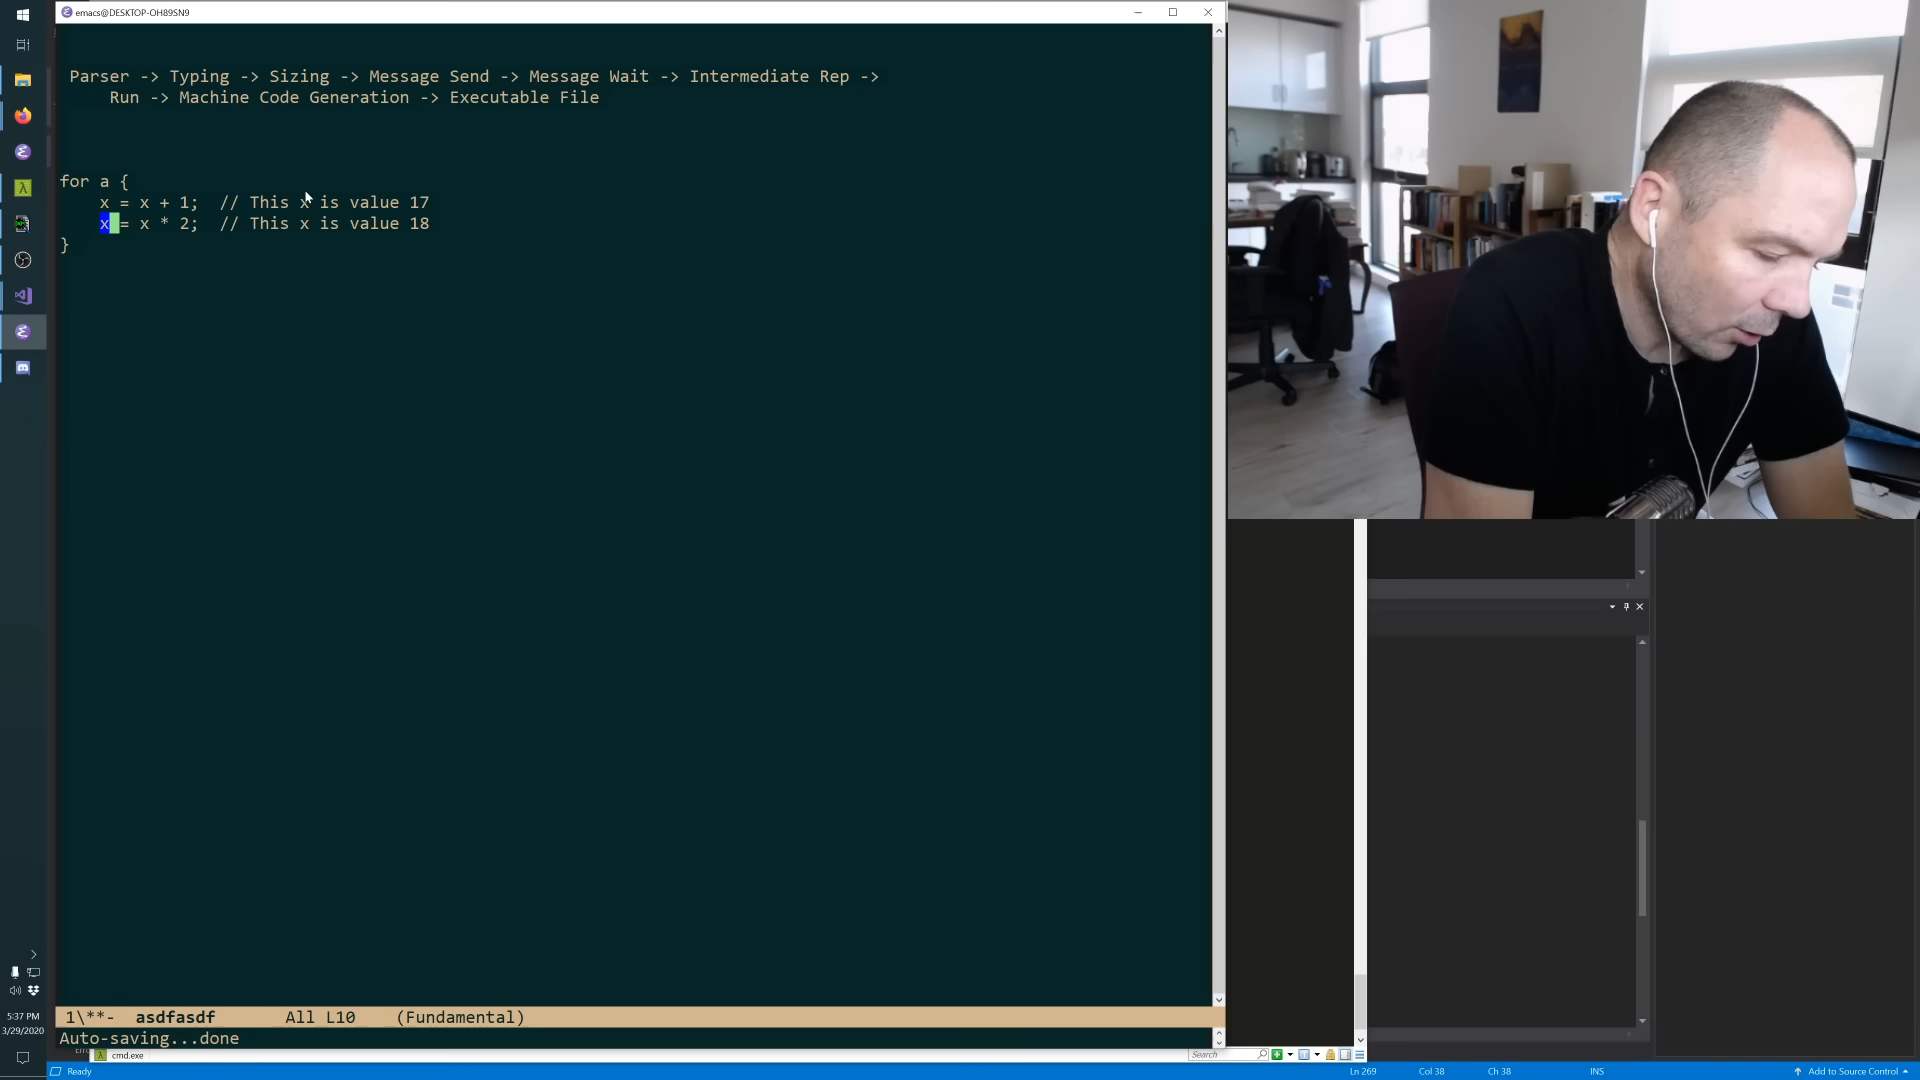 emacs@DESKTOP-OH89SN9
Parser -> Typing -> Sizing -> Message Send -> Message Wait -> Intermediate Rep ->
Run -> Machine Code Generation -> Executable File
for a {
x = x + 1;  // This x is value 17
x = x * 2;  // This x is value 18
}
1\**-  asdfasdf       All L10    (Fundamental)
Auto-saving...done
cmd.exe
Search
Ready
Ln 269
Col 38
Ch 38
INS
Add to Source Control
5:37 PM
3/29/2020